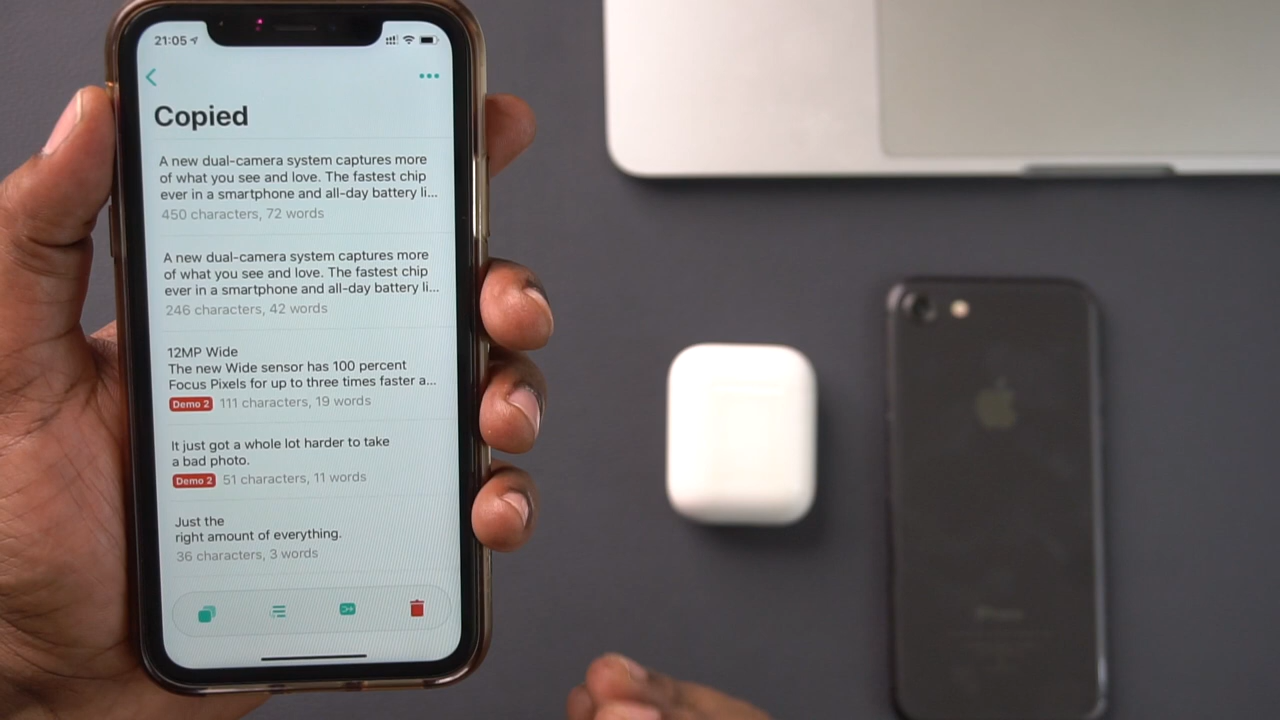 21:05
Copied
A new dual-camera system captures more
of what you see and love. The fastest chip
ever in a smartphone and all-day battery li...
450 characters, 72 words
A new dual-camera system captures more
of what you see and love. The fastest chip
ever in a smartphone and all-day battery li...
246 characters, 42 words
12MP Wide
The new Wide sensor has 100 percent
Focus Pixels for up to three times faster a...
Demo 2 111 characters, 19 words
It just got a whole lot harder to take
a bad photo.
Demo 2 51 characters, 11 words
Just the
right amount of everything.
36 characters, 3 words
iPhone